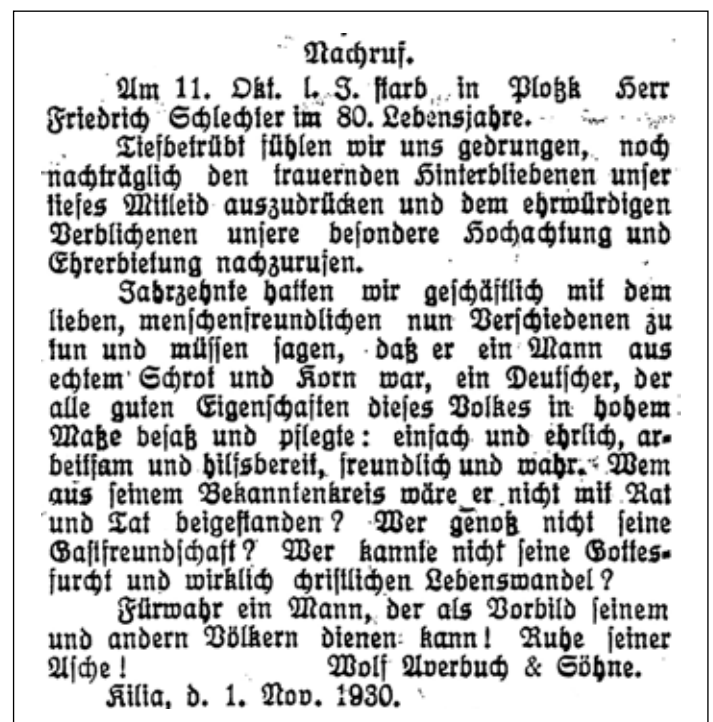 Nachruf.
Am 11. Okt. l. J. starb in Plotzk Herr
Friedrich Schlechter im 80. Lebensjahre.
Tiefbetrübt fühlen wir uns gedrungen, noch
nachträglich den trauernden Hinterbliebenen unser
tiefes Mitleid auszudrücken und dem ehrwürdigen
Verblichenen unsere besondere Hochachtung und
Ehrerbietung nachzurufen.
Jahrzehnte hatten wir geschäftlich mit dem
lieben, menschenfreundlichen nun Verschiedenen zu
tun und müssen sagen, daß er ein Mann aus
echtem Schrot und Korn war, ein Deutscher, der
alle guten Eigenschaften dieses Volkes in hohem
Maße besaß und pflegte: einfach und ehrlich, ar-
beitsam und hilfsbereit, freundlich und wahr. Wem
aus seinem Bekanntenkreis wäre er nicht mit Rat
und Tat beigestanden? Wer genoß nicht seine
Gastfreundschaft? Wer kannte nicht seine Gottes-
furcht und wirklich christlichen Lebenswandel?
Fürwahr ein Mann, der als Vorbild seinem
und andern Völkern dienen kann! Ruhe seiner
Asche! Wolf Averbuch & Söhne.
Kilia, d. 1. Nov. 1930.